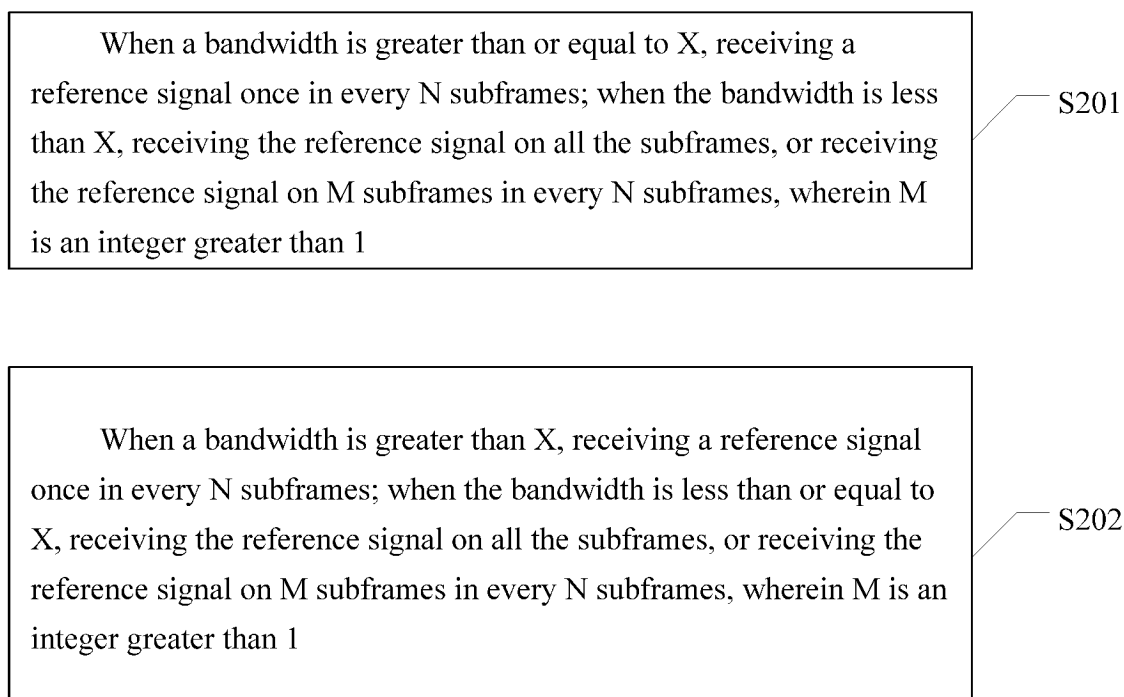 When a bandwidth is greater than or equal to X, receiving a
reference signal once in every N subframes; when the bandwidth is less
than X, receiving the reference signal on all the subframes, or receiving
the reference signal on M subframes in every N subframes, wherein M
is an integer greater than 1
S201
When a bandwidth is greater than X, receiving a reference signal
once in every N subframes; when the bandwidth is less than or equal to
X, receiving the reference signal on all the subframes, or receiving the
reference signal on M subframes in every N subframes, wherein M is an
integer greater than 1
S202